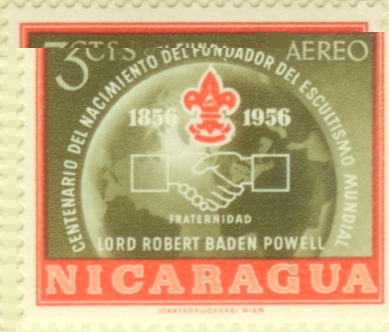 3 CTS AEREO
CENTENARIO DEL NACIMIENTO DEL FUNDADOR DEL ESCULTISMO MUNDIAL
1856 1956
FRATERNIDAD
LORD ROBERT BADEN POWELL
NICARAGUA
STAATSDRUCKEREI WIEN